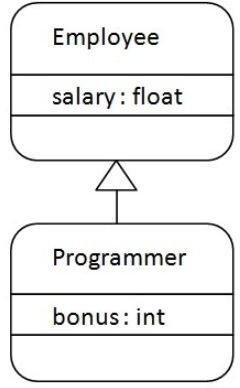 Employee
salary : float
Programmer
bonus : int